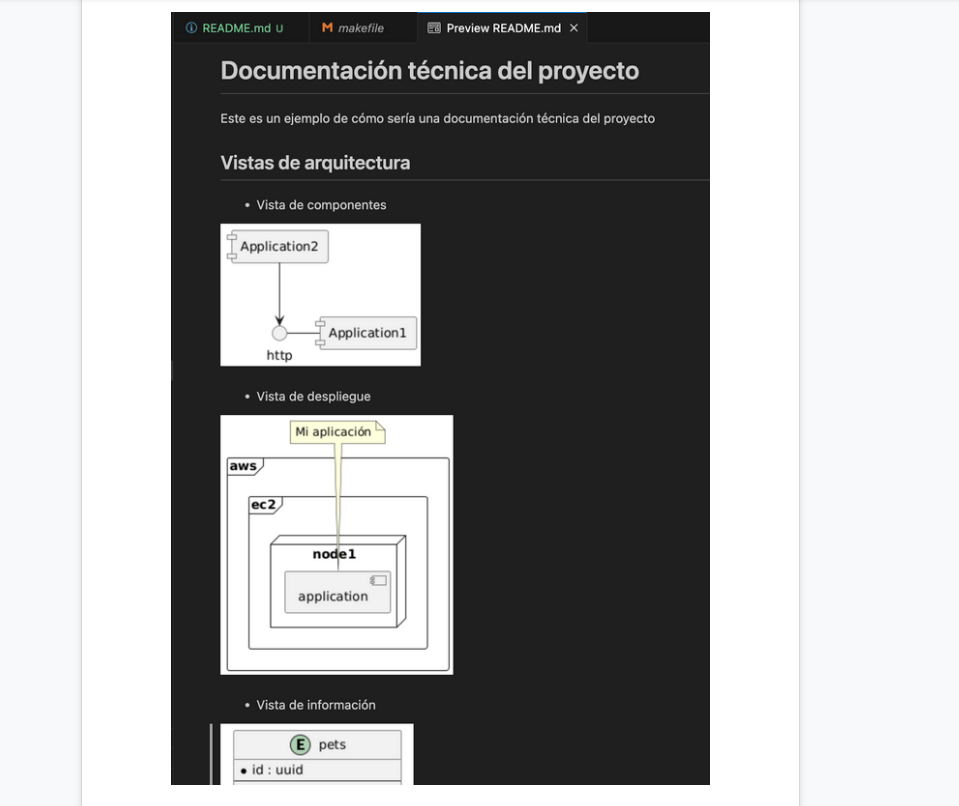 README.md U
makefile
Preview README.md
Documentación técnica del proyecto
Este es un ejemplo de cómo sería una documentación técnica del proyecto
Vistas de arquitectura
• Vista de componentes
Application2
Application1
http
• Vista de despliegue
Mi aplicación
aws
ec2
node1
application
• Vista de información
E pets
• id : uuid